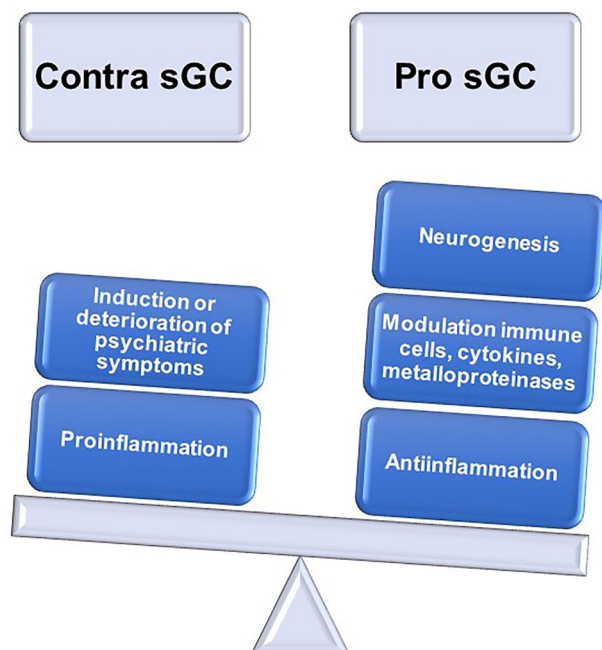 Contra sGC
Pro sGC
Neurogenesis
Induction or
deterioration of
psychiatric
symptoms
Modulation immune
cells, cytokines,
metalloproteinases
Proinflammation
Antiinflammation